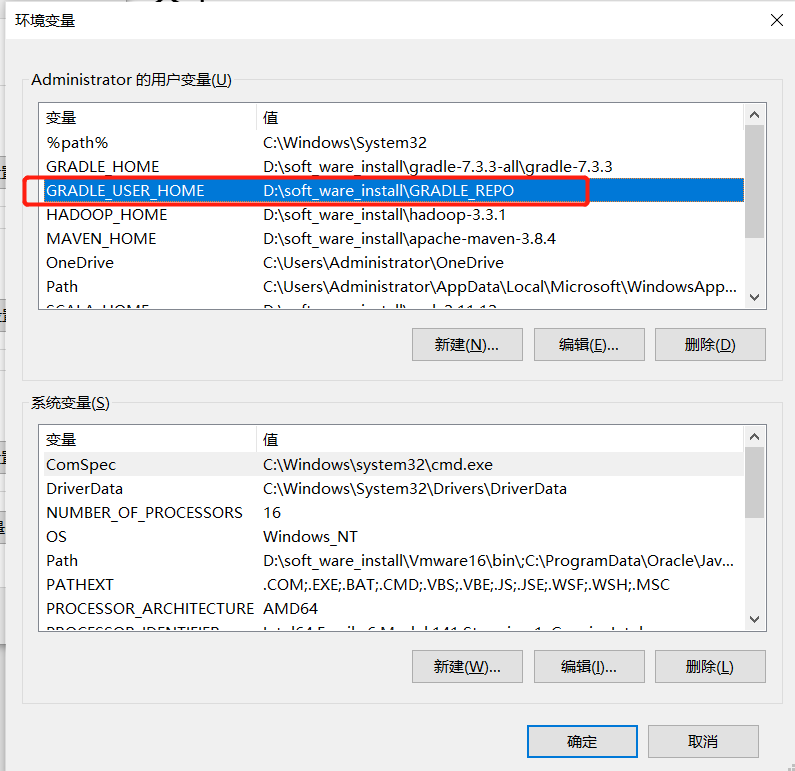 环境变量
Administrator 的用户变量(U)
变量 值
%path% C:\Windows\System32
GRADLE_HOME D:\soft_ware_install\gradle-7.3.3-all\gradle-7.3.3
GRADLE_USER_HOME D:\soft_ware_install\GRADLE_REPO
HADOOP_HOME D:\soft_ware_install\hadoop-3.3.1
MAVEN_HOME D:\soft_ware_install\apache-maven-3.8.4
OneDrive C:\Users\Administrator\OneDrive
Path C:\Users\Administrator\AppData\Local\Microsoft\WindowsApp...
新建(N)... 编辑(E)... 删除(D)
系统变量(S)
变量 值
ComSpec C:\Windows\system32\cmd.exe
DriverData C:\Windows\System32\Drivers\DriverData
NUMBER_OF_PROCESSORS 16
OS Windows_NT
Path D:\soft_ware_install\Vmware16\bin\;C:\ProgramData\Oracle\Jav...
PATHEXT .COM;.EXE;.BAT;.CMD;.VBS;.VBE;.JS;.JSE;.WSF;.WSH;.MSC
PROCESSOR_ARCHITECTURE AMD64
新建(W)... 编辑(I)... 删除(L)
确定 取消